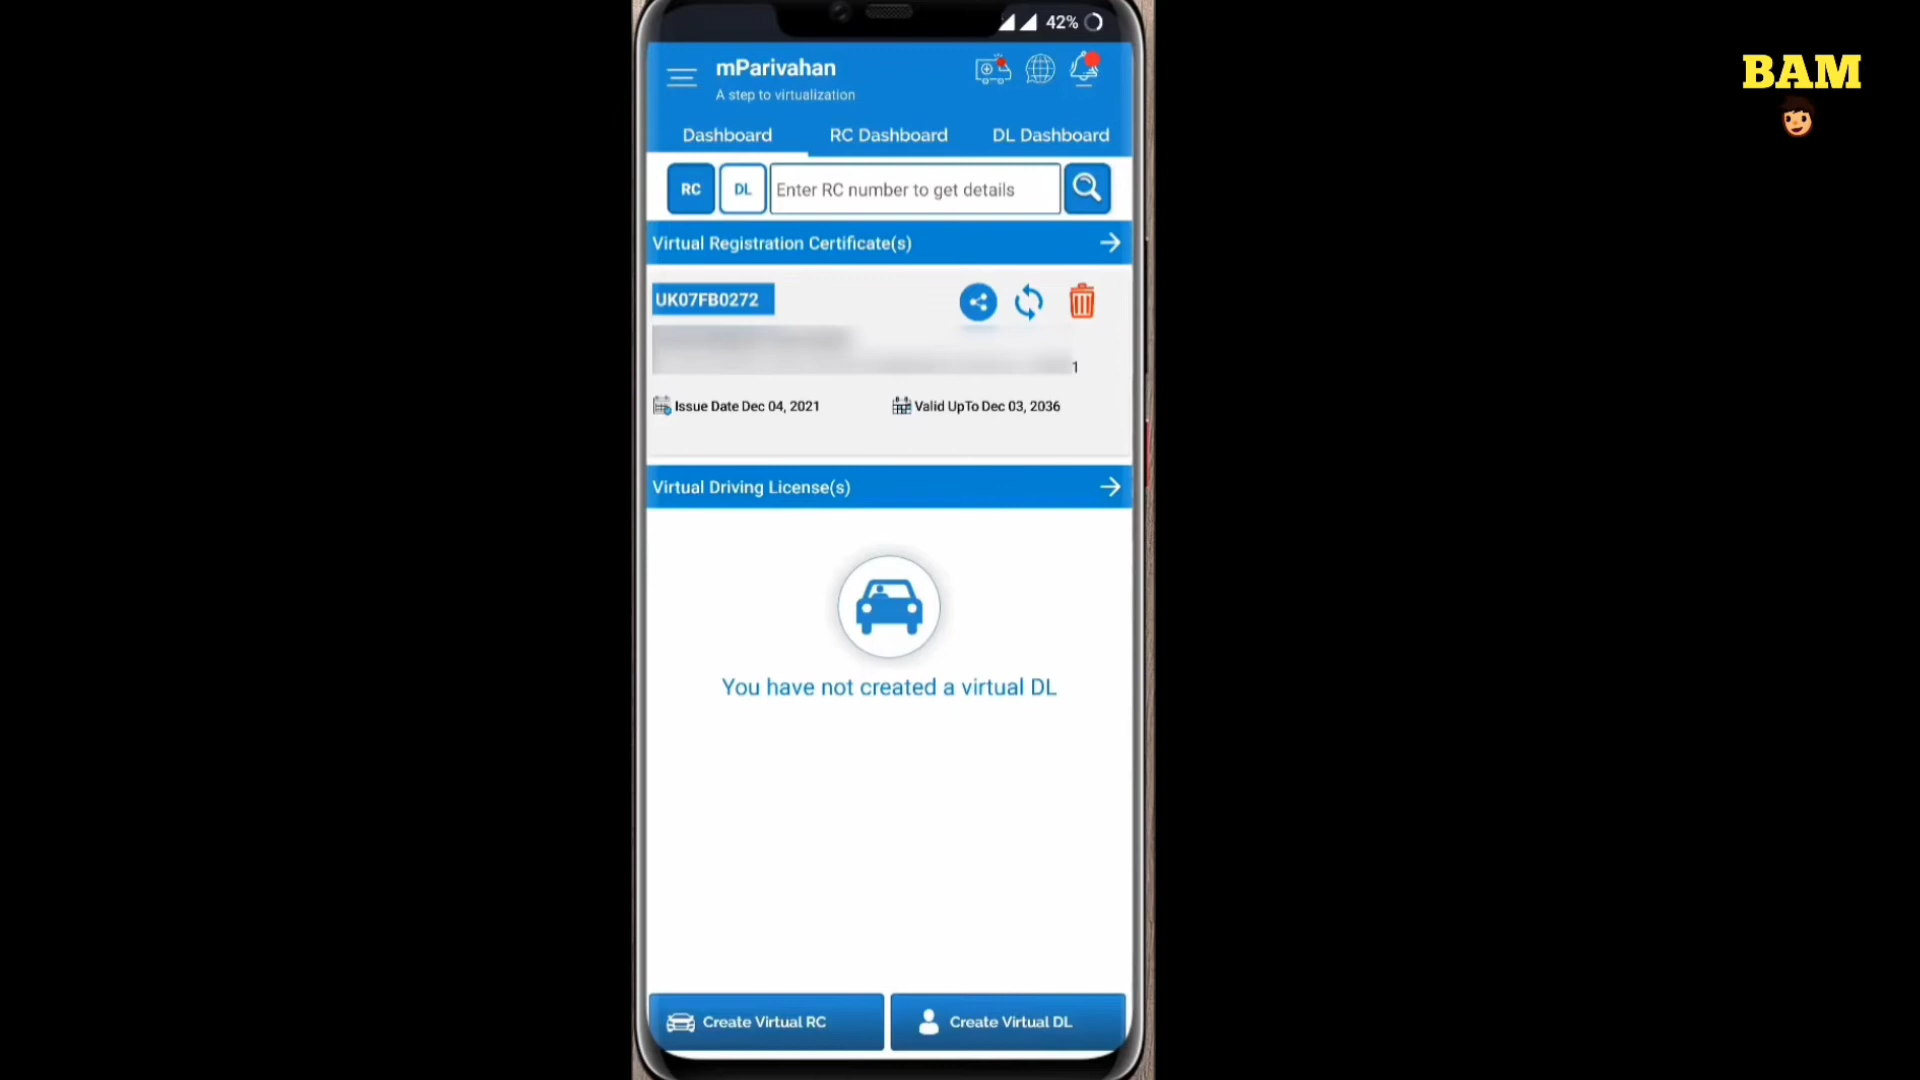 42%
BAM
mParivahan
A step to virtualization
Dashboard RC Dashboard DL Dashboard
RC DL Enter RC number to get details
Virtual Registration Certificate(s)
UK07FB0272
1
Issue Date Dec 04, 2021 Valid UpTo Dec 03, 2036
Virtual Driving License(s)
You have not created a virtual DL
Create Virtual RC Create Virtual DL